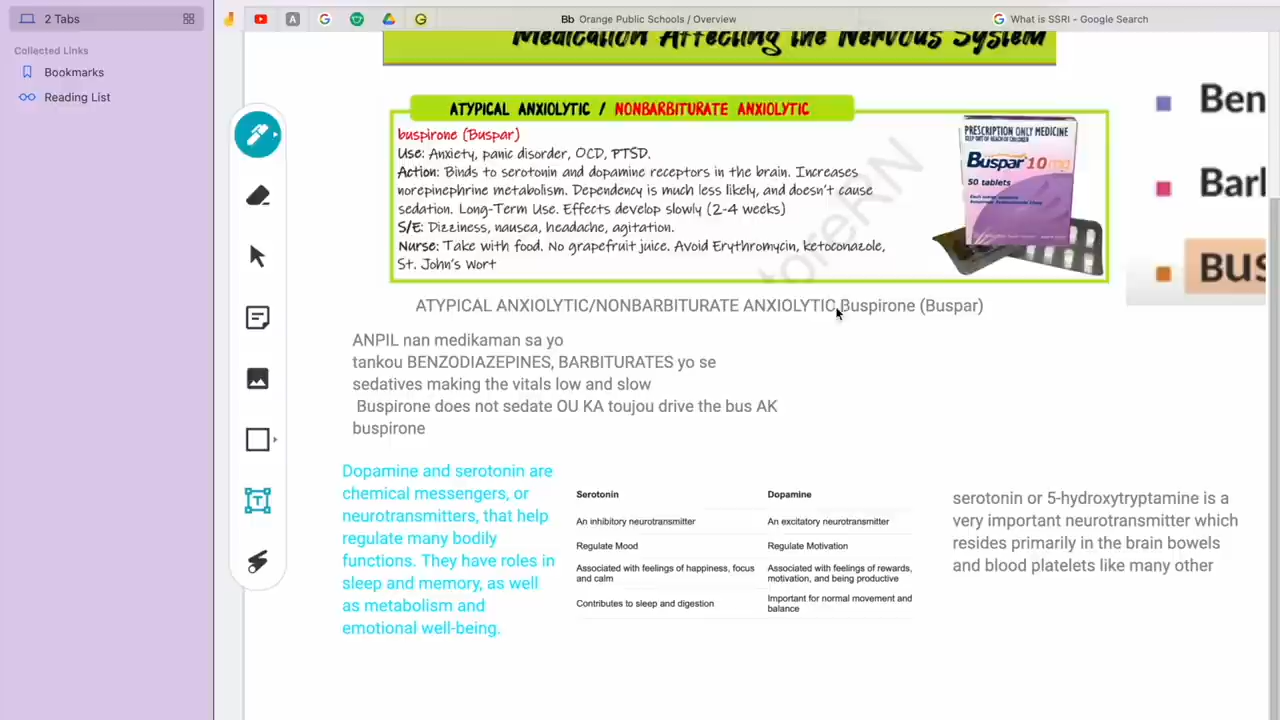 2 Tabs
Collected Links
Bookmarks
Reading List
Bb Orange Public Schools / Overview
What is SSRI - Google Search
Medication Affecting the Nervous System
ATYPICAL ANXIOLYTIC / NONBARBITURATE ANXIOLYTIC
buspirone (Buspar)
Use: Anxiety, panic disorder, OCD, PTSD.
Action: Binds to serotonin and dopamine receptors in the brain. Increases
norepinephrine metabolism. Dependency is much less likely, and doesn't cause
sedation. Long-Term Use. Effects develop slowly (2-4 weeks)
S/E: Dizziness, nausea, headache, agitation.
Nurse: Take with food. No grapefruit juice. Avoid Erythromycin, ketoconazole,
St. John's Wort
PRESCRIPTION ONLY MEDICINE
KEEP OUT OF REACH OF CHILDREN
Buspar 10 mg
50 tablets
Ben
Barl
BUS
ATYPICAL ANXIOLYTIC/NONBARBITURATE ANXIOLYTIC Buspirone (Buspar)
ANPIL nan medikaman sa yo
tankou BENZODIAZEPINES, BARBITURATES yo se
sedatives making the vitals low and slow
Buspirone does not sedate OU KA toujou drive the bus AK
buspirone
Dopamine and serotonin are
chemical messengers, or
neurotransmitters, that help
regulate many bodily
functions. They have roles in
sleep and memory, as well
as metabolism and
emotional well-being.
Serotonin Dopamine
An inhibitory neurotransmitter An excitatory neurotransmitter
Regulate Mood Regulate Motivation
Associated with feelings of happiness, focus Associated with feelings of rewards,
and calm motivation, and being productive
Contributes to sleep and digestion Important for normal movement and
balance
serotonin or 5-hydroxytryptamine is a
very important neurotransmitter which
resides primarily in the brain bowels
and blood platelets like many other